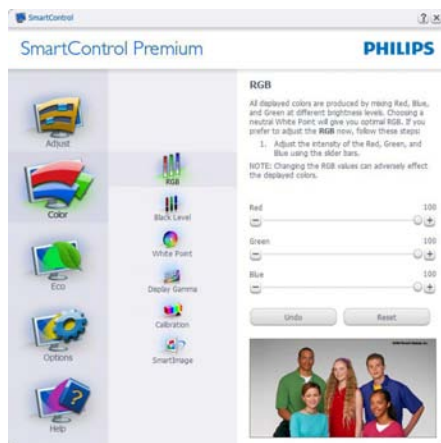 SmartControl
SmartControl Premium
PHILIPS
Adjust
Color
Eco
Options
Help
RGB
Black Level
White Point
Display Gamma
Calibration
SmartImage
RGB
All displayed colors are produced by mixing Red, Blue,
and Green at different brightness levels. Choosing a
neutral White Point will give you optimal RGB. If you
prefer to adjust the RGB now, follow these steps:
1. Adjust the intensity of the Red, Green, and
Blue using the slider bars.
NOTE: Changing the RGB values can adversely effect
the displayed colors.
Red 100
Green 100
Blue 100
Undo Reset